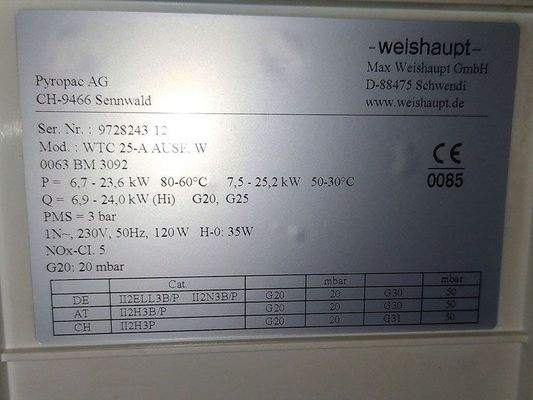 -weishaupt-
Pyropac AG
CH-9466 Sennwald
Max Weishaupt GmbH
D-88475 Schwendi
www.weishaupt.de
Ser. Nr. : 9728243 12
Mod. : WTC 25-A AUSF. W
0063 BM 3092
CE
0085
P = 6,7 - 23,6 kW 80-60°C 7,5 - 25,2 kW 50-30°C
Q = 6,9 - 24,0 kW (Hi) G20, G25
PMS = 3 bar
1N~, 230V, 50Hz, 120 W H-0: 35W
NOx-Cl. 5
G20: 20 mbar
Cat. mbar mbar
DE II2ELL3B/P II2N3B/P G20 20 G30 50
AT II2H3B/P G20 20 G30 50
CH II2H3P G20 20 G31 50